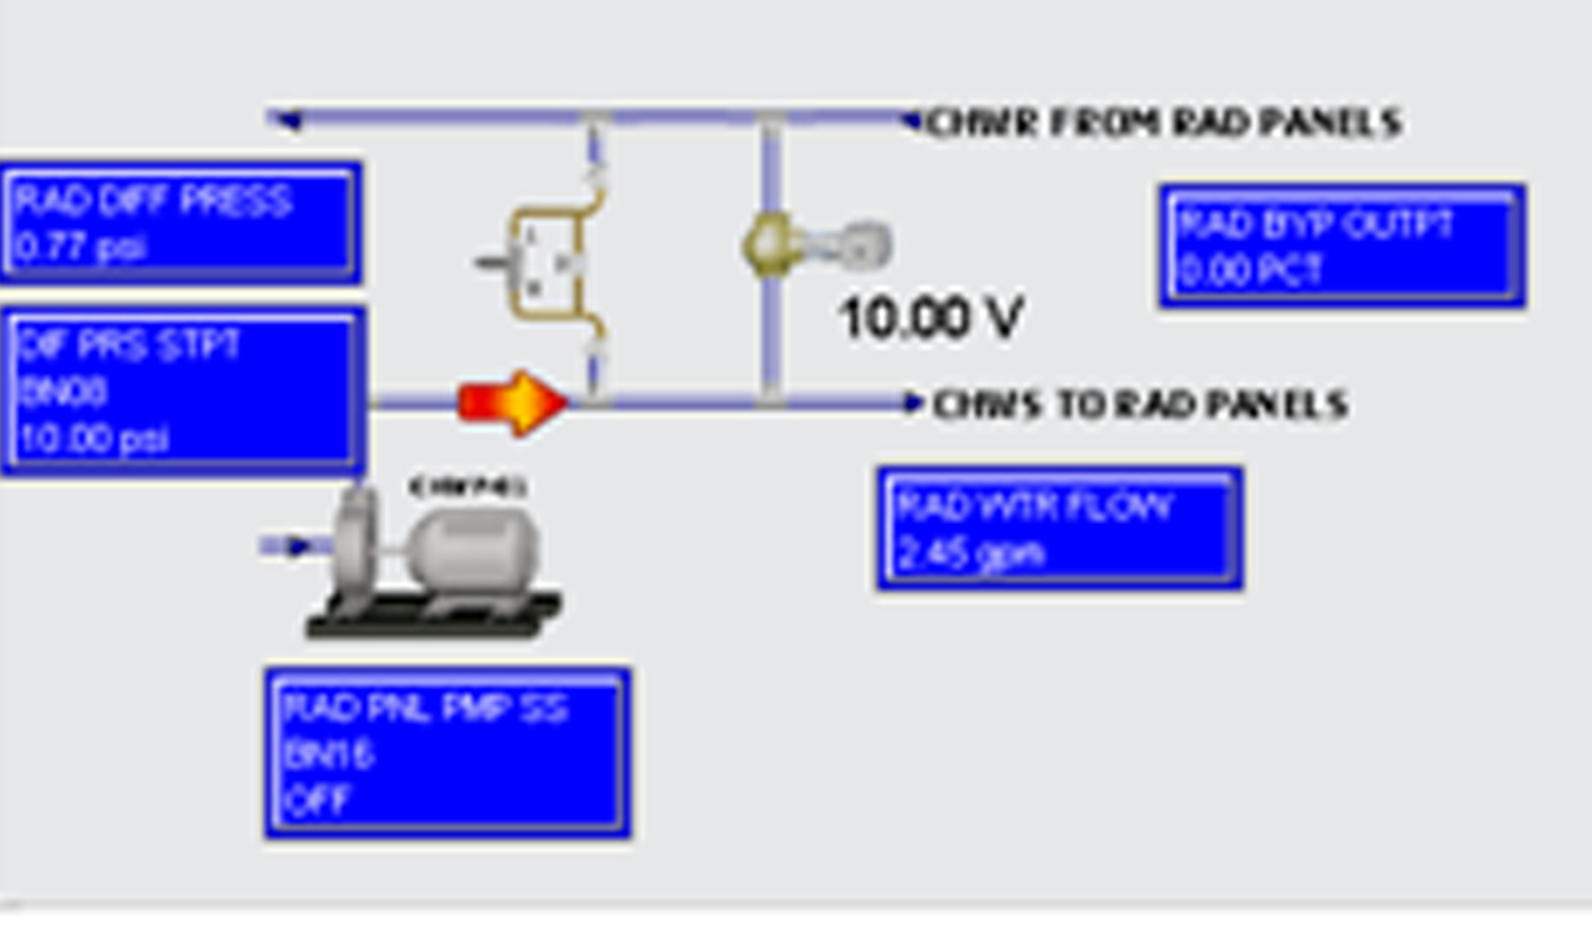 CHWR FROM RAD PANELS
RAD DIFF PRESS
0.77 psi
RAD BYP OUTPT
0.00 PCT
10.00 V
DIF PRS STPT
BN08
10.00 psi
CHWS TO RAD PANELS
RAD WTR FLOW
2.45 gpm
RAD PNL PMP SS
BN16
OFF